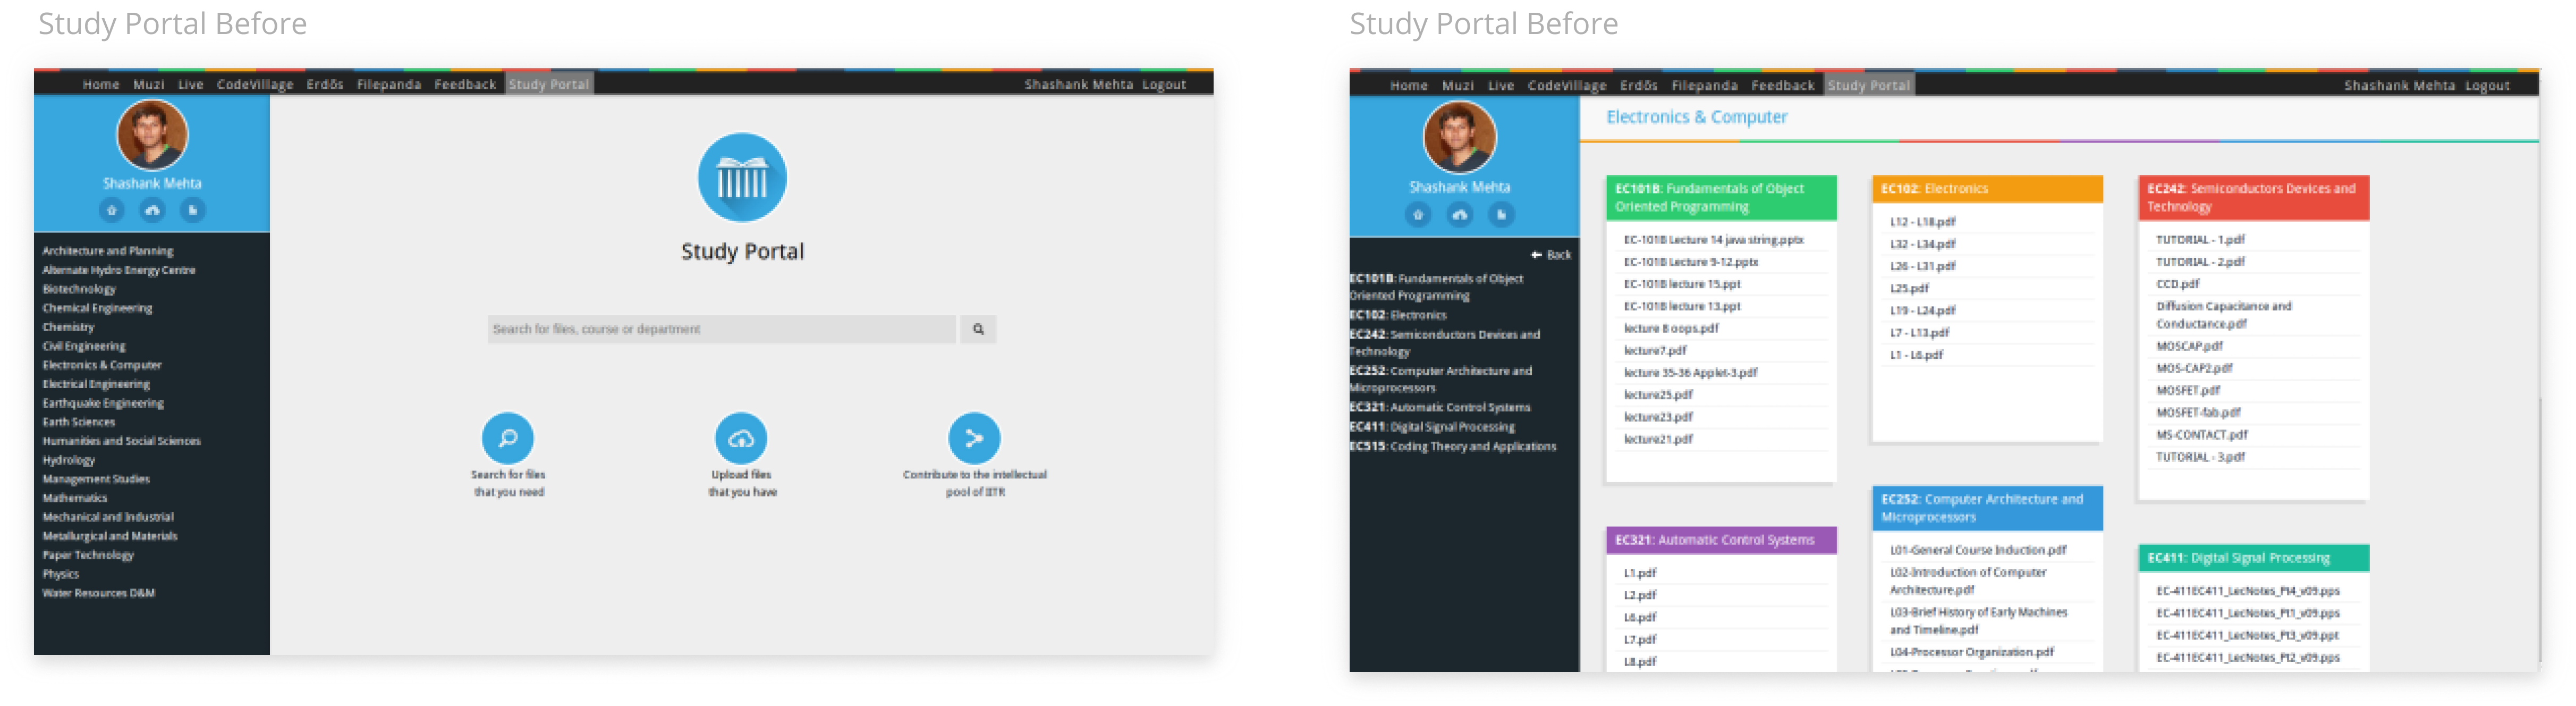 Study Portal Before
Home Muzi Live CodeVillage Erdős Filepanda Feedback Study Portal Shashank Mehta Logout
Shashank Mehta
Architecture and Planning
Alternate Hydro Energy Centre
Biotechnology
Chemical Engineering
Chemistry
Civil Engineering
Electronics & Computer
Electrical Engineering
Earthquake Engineering
Earth Sciences
Humanities and Social Sciences
Hydrology
Management Studies
Mathematics
Mechanical and Industrial
Metallurgical and Materials
Paper Technology
Physics
Water Resources D&M
Study Portal
Search for files, course or department
Search for files
that you need
Upload files
that you have
Contribute to the intellectual
pool of IITR
Study Portal Before
Home Muzi Live CodeVillage Erdős Filepanda Feedback Study Portal Shashank Mehta Logout
Shashank Mehta
Back
EC101B: Fundamentals of Object
Oriented Programming
EC102: Electronics
EC242: Semiconductors Devices and
Technology
EC252: Computer Architecture and
Microprocessors
EC321: Automatic Control Systems
EC411: Digital Signal Processing
EC515: Coding Theory and Applications
Electronics & Computer
EC101B: Fundamentals of Object
Oriented Programming
EC-101B Lecture 14 java string.pptx
EC-101B Lecture 9-12.pptx
EC-101B lecture 15.ppt
EC-101B lecture 13.ppt
lecture 8 oops.pdf
lecture7.pdf
lecture 35-36 Applet-3.pdf
lecture25.pdf
lecture23.pdf
lecture21.pdf
EC321: Automatic Control Systems
L1.pdf
L2.pdf
L6.pdf
L7.pdf
L8.pdf
EC102: Electronics
L12 - L18.pdf
L32 - L34.pdf
L26 - L31.pdf
L25.pdf
L19 - L24.pdf
L7 - L13.pdf
L1 - L6.pdf
EC252: Computer Architecture and
Microprocessors
L01-General Course Induction.pdf
L02-Introduction of Computer
Architecture.pdf
L03-Brief History of Early Machines
and Timeline.pdf
L04-Processor Organization.pdf
EC242: Semiconductors Devices and
Technology
TUTORIAL - 1.pdf
TUTORIAL - 2.pdf
CCD.pdf
Diffusion Capacitance and
Conductance.pdf
MOSCAP.pdf
MOS-CAP2.pdf
MOSFET.pdf
MOSFET-fab.pdf
MS-CONTACT.pdf
TUTORIAL - 3.pdf
EC411: Digital Signal Processing
EC-411EC411_LecNotes_Pt4_v09.pps
EC-411EC411_LecNotes_Pt1_v09.pps
EC-411EC411_LecNotes_Pt3_v09.ppt
EC-411EC411_LecNotes_Pt2_v09.pps